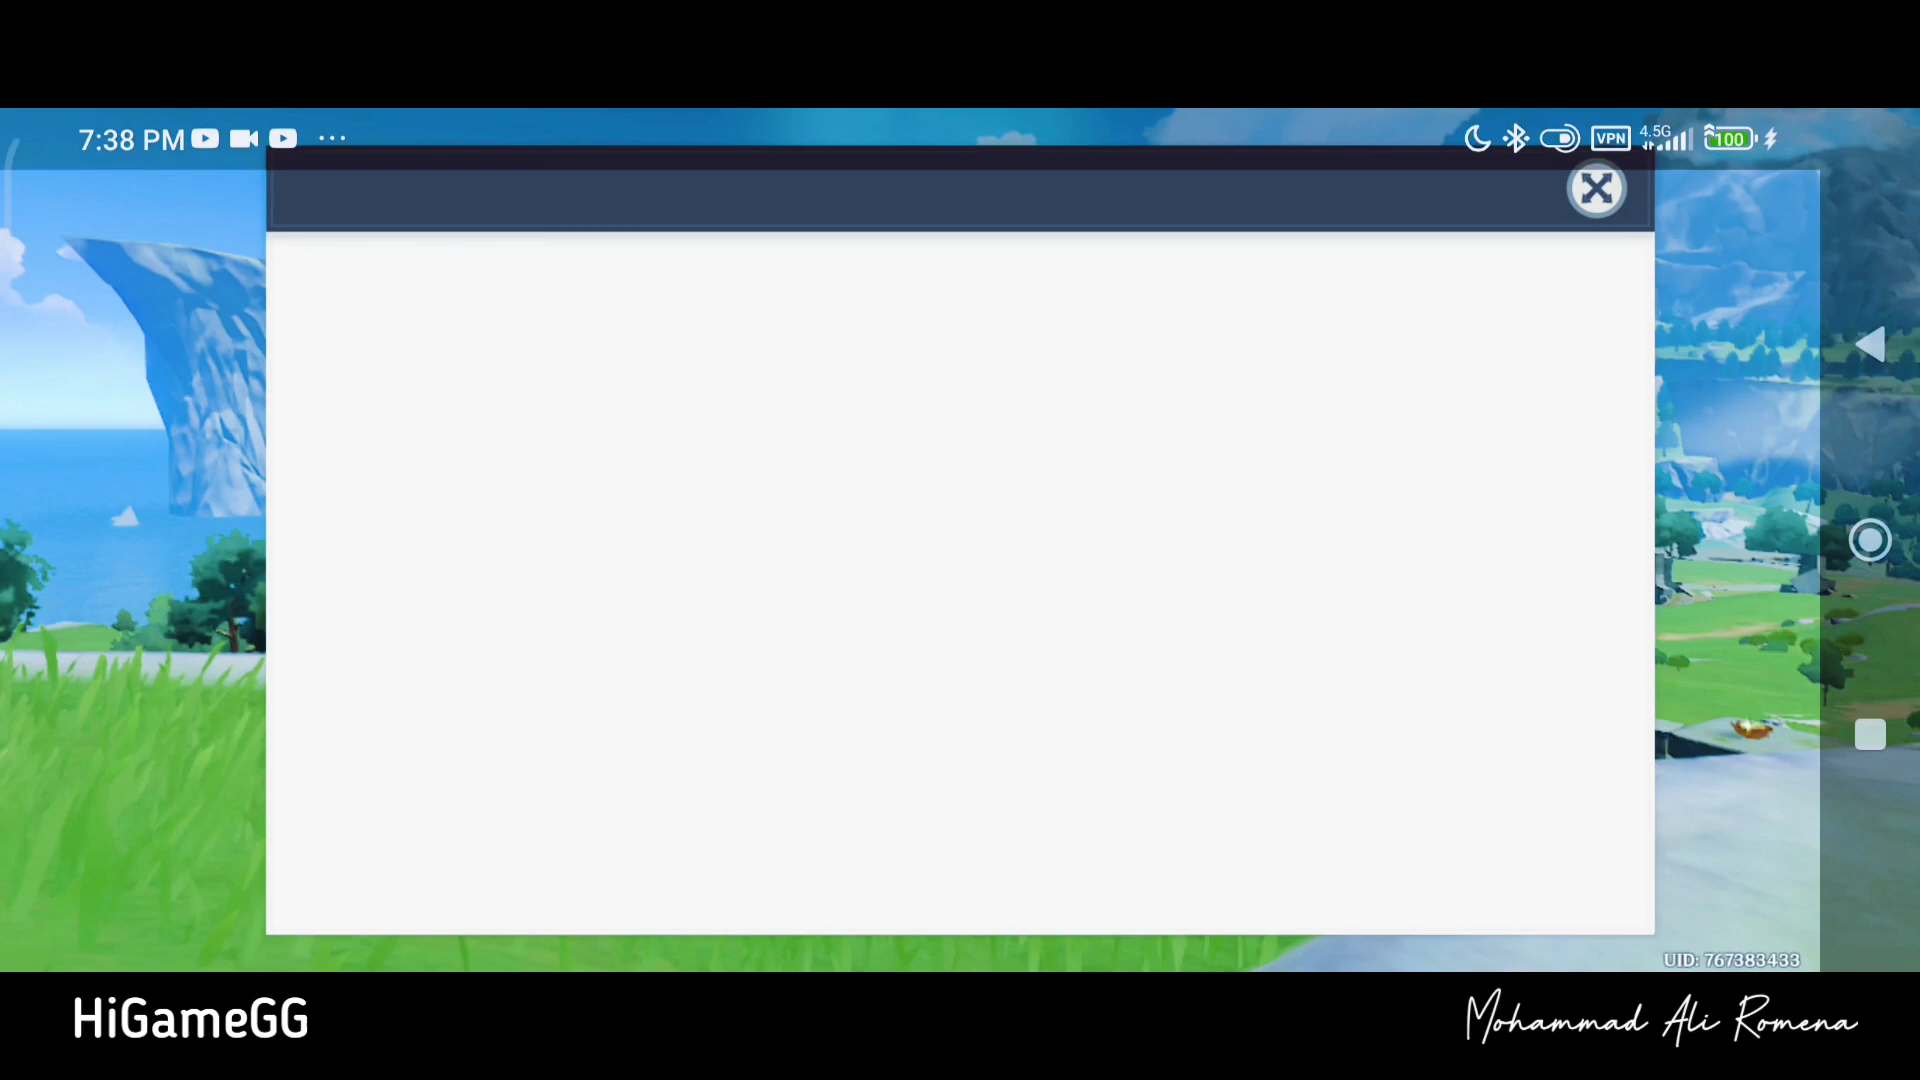 7:38 PM ...
VPN 4.5G 100
UID: 767383433
HiGameGG
Mohammad Ali Romena